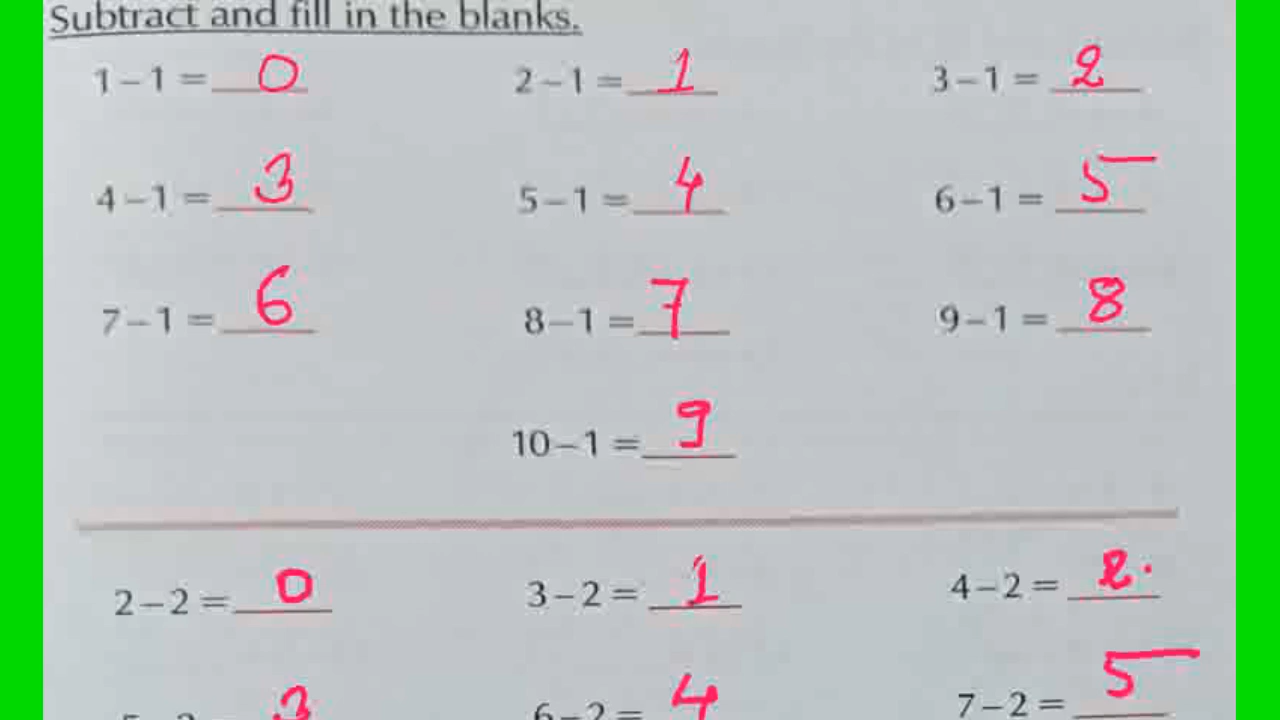 Subtract and fill in the blanks.
1 – 1 = 0 2 – 1 = 1 3 – 1 = 2
4 – 1 = 3 5 – 1 = 4 6 – 1 = 5
7 – 1 = 6 8 – 1 = 7 9 – 1 = 8
10 – 1 = 9
2 – 2 = 0 3 – 2 = 1 4 – 2 = 2.
5 – 2 = 3 6 – 2 = 4 7 – 2 = 5